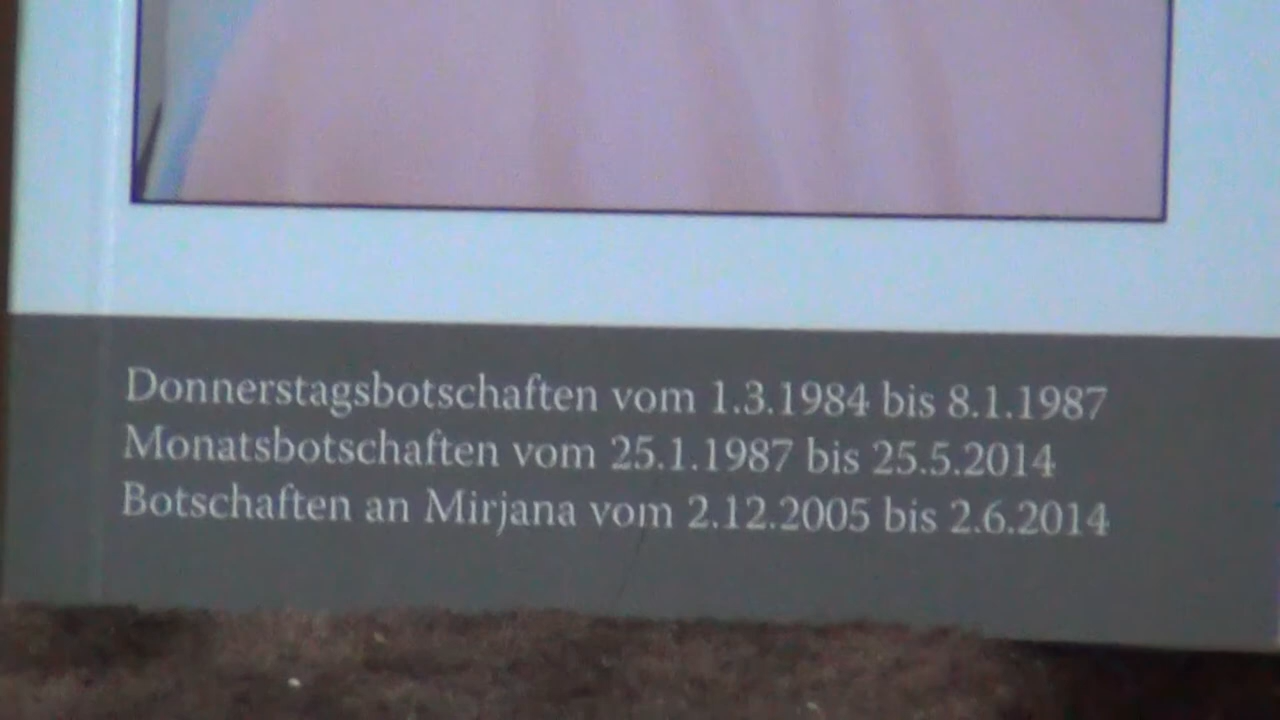 Donnerstagsbotschaften vom 1.3.1984 bis 8.1.1987
Monatsbotschaften vom 25.1.1987 bis 25.5.2014
Botschaften an Mirjana vom 2.12.2005 bis 2.6.2014